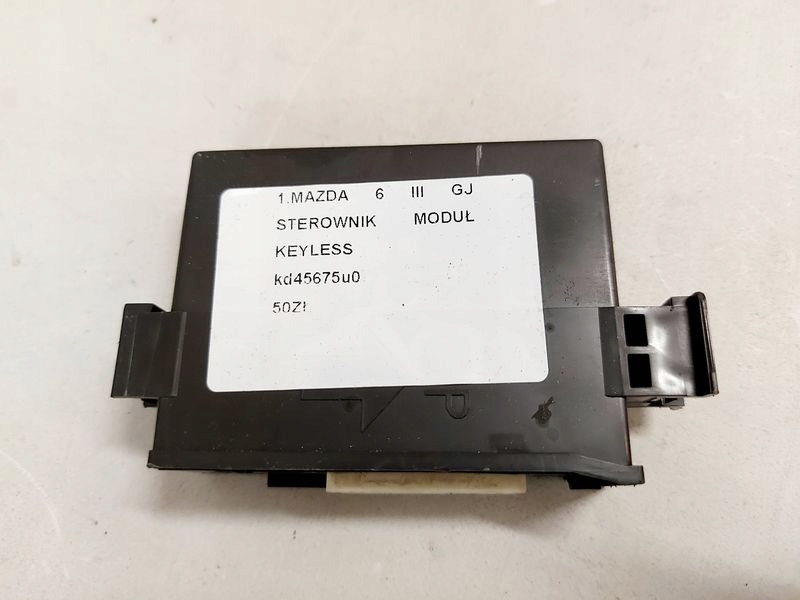 1.MAZDA 6 III GJ
STEROWNIK MODUŁ
KEYLESS
kd45675u0
50Zł
P